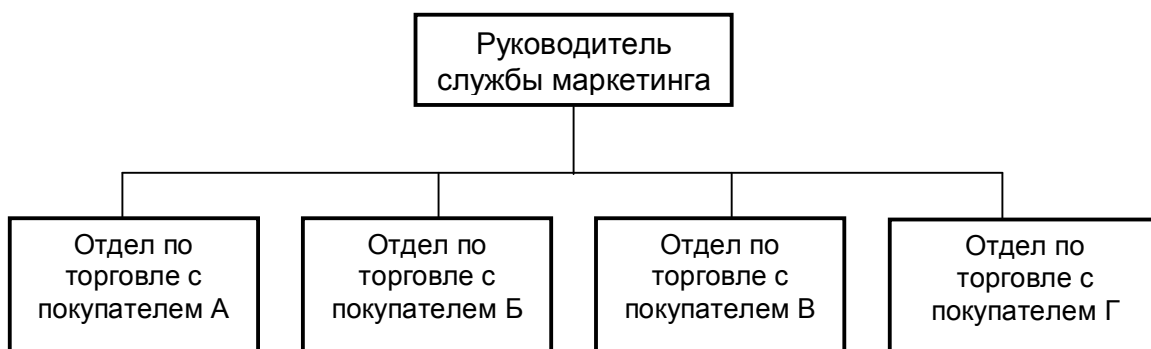 Руководитель
службы маркетинга
Отдел по
торговле с
покупателем А
Отдел по
торговле с
покупателем Б
Отдел по
торговле с
покупателем В
Отдел по
торговле с
покупателем Г